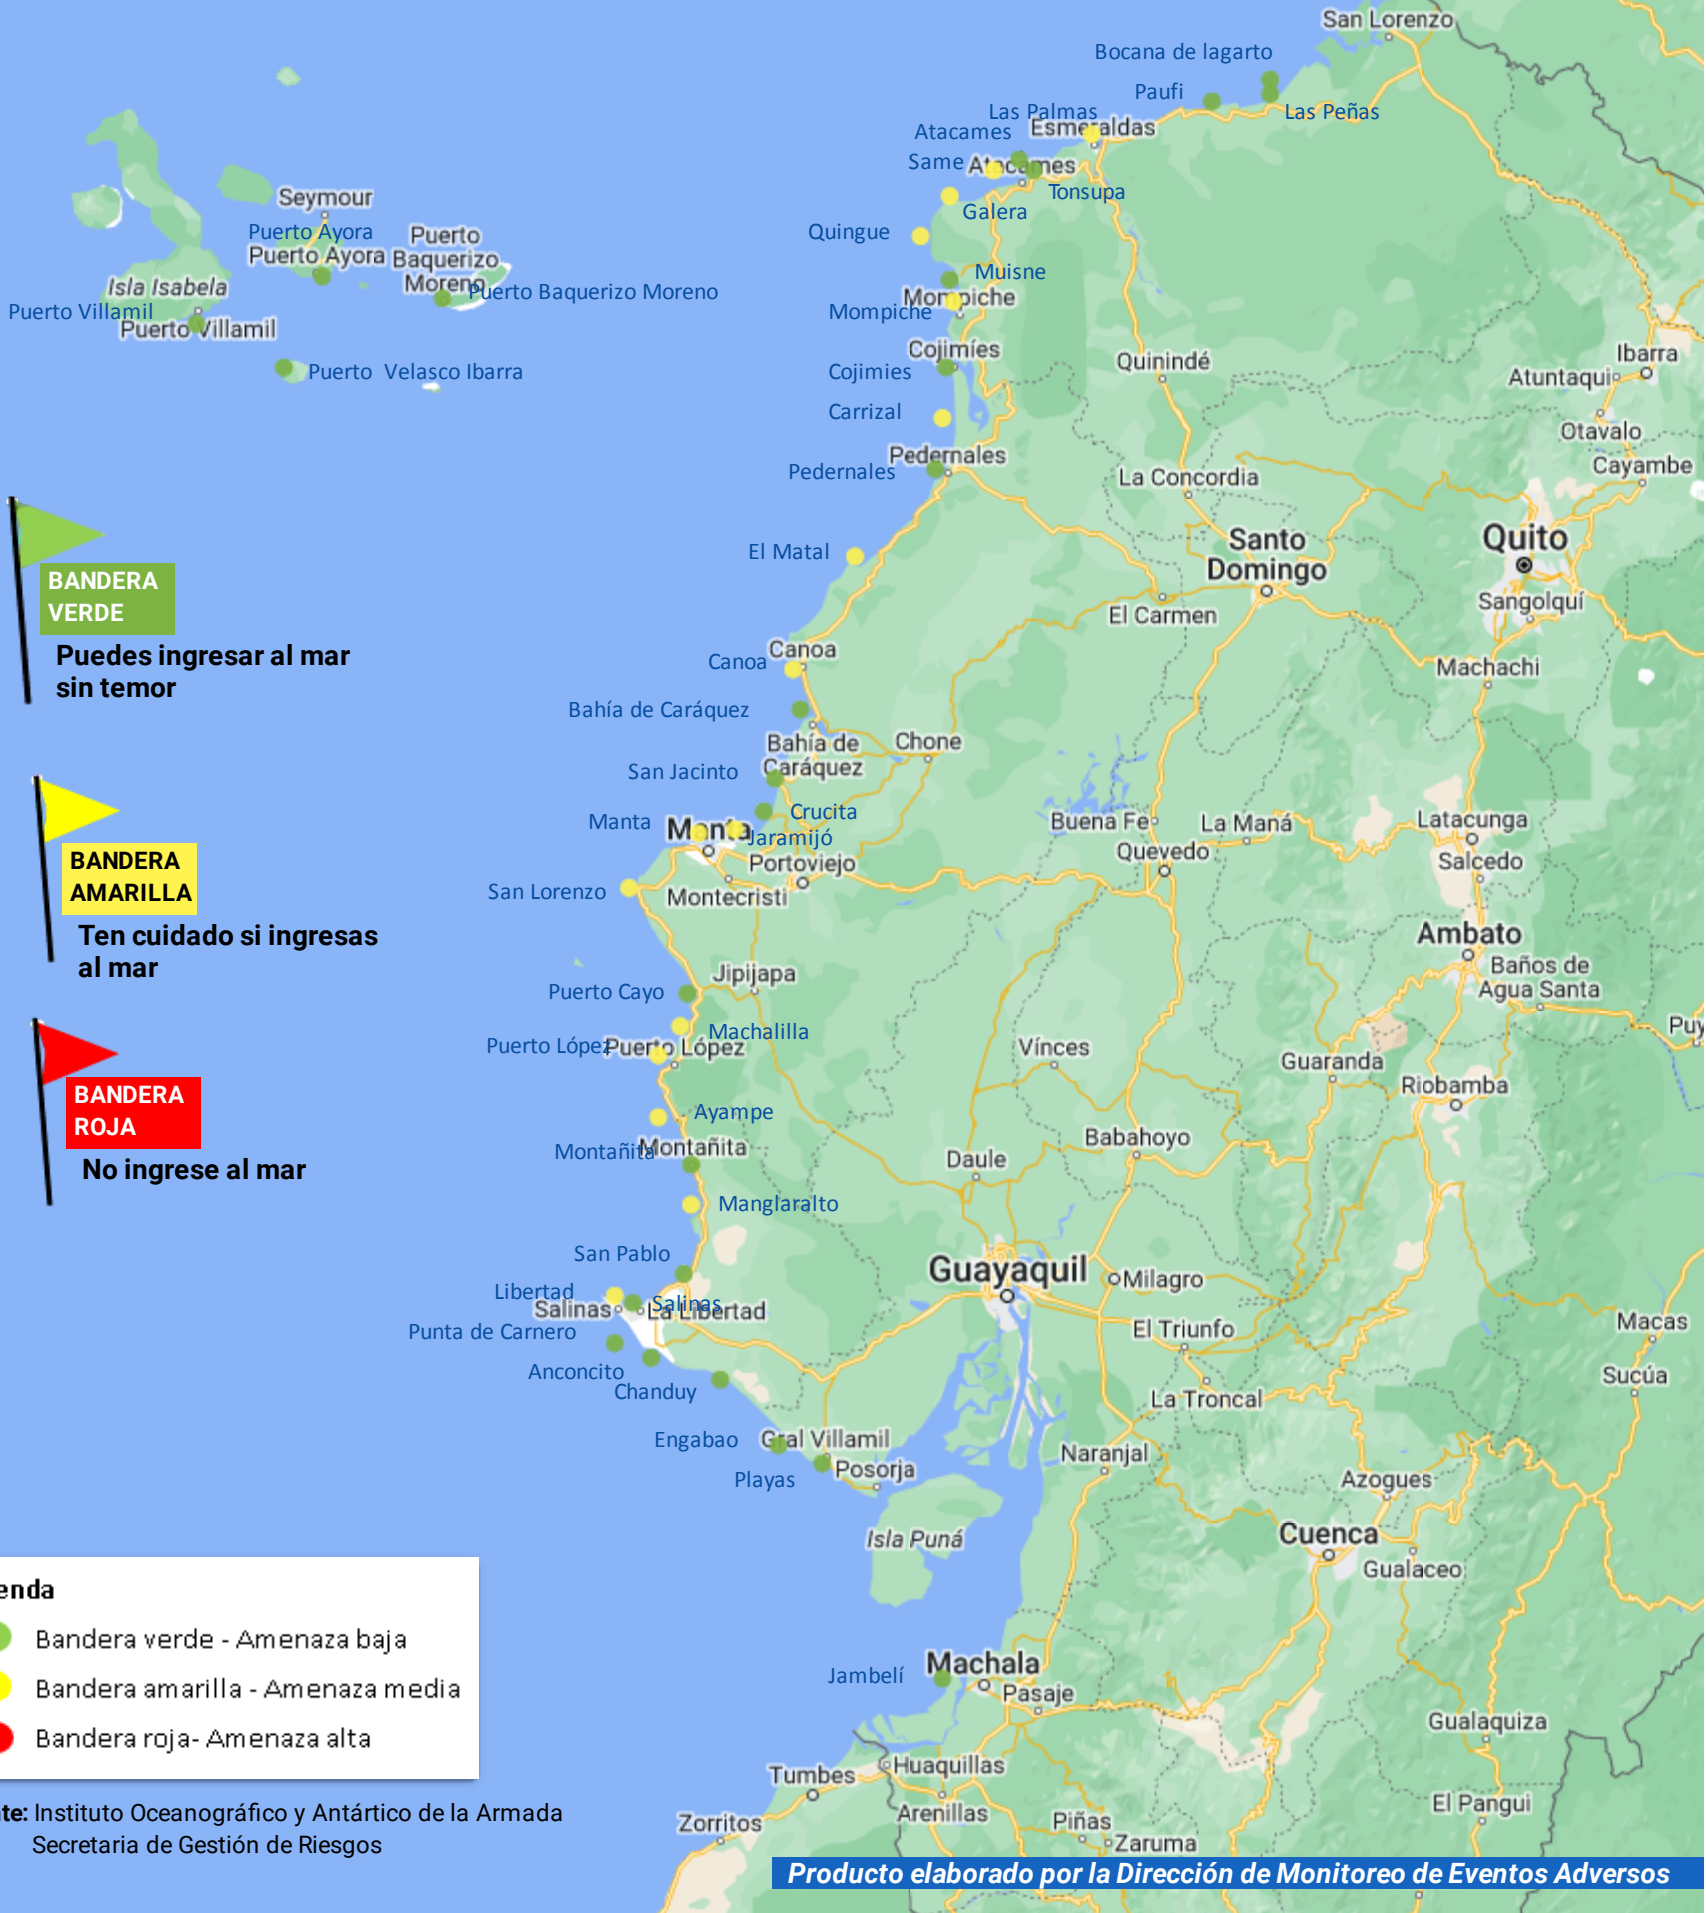 San Lorenzo
Bocana de lagarto
Paufi
Las Palmas
Las Peñas
Atacames
Esmeraldas
Same
Atacames
Tonsupa
Galera
Quingue
Muisne
Mompiche
Mompiche
Cojimíes
Cojimies
Carrizal
Pedernales
Pedernales
El Matal
Canoa
Canoa
Bahía de Caráquez
Bahía de
Caráquez
San Jacinto
Chone
Crucita
Manta
Manta
Jaramijó
Portoviejo
San Lorenzo
Montecristi
Puerto Cayo
Jipijapa
Machalilla
Puerto López
Puerto López
Ayampe
Montañita
Montañita
Manglaralto
San Pablo
Libertad
Salinas
Salinas
La Libertad
Punta de Carnero
Anconcito
Chanduy
Engabao
Gral Villamil
Playas
Posorja
Isla Puná
Jambelí
Machala
Pasaje
Huaquillas
Tumbes
Arenillas
Zorritos
Piñas
Zaruma
Seymour
Puerto Ayora
Puerto Ayora
Puerto
Baquerizo
Moreno
Puerto Baquerizo Moreno
Isla Isabela
Puerto Villamil
Puerto Villamil
Puerto Velasco Ibarra
Quinindé
Ibarra
Atuntaqui
Otavalo
Cayambe
La Concordia
Santo
Domingo
Quito
Sangolquí
El Carmen
Machachi
Buena Fe
La Maná
Latacunga
Quevedo
Salcedo
Ambato
Baños de
Agua Santa
Puy
Vínces
Guaranda
Riobamba
Babahoyo
Daule
Guayaquil
Milagro
El Triunfo
Macas
Sucúa
La Troncal
Naranjal
Azogues
Cuenca
Gualaceo
Gualaquiza
El Pangui
BANDERA
VERDE
Puedes ingresar al mar
sin temor
BANDERA
AMARILLA
Ten cuidado si ingresas
al mar
BANDERA
ROJA
No ingrese al mar
enda
Bandera verde - Amenaza baja
Bandera amarilla - Amenaza media
Bandera roja- Amenaza alta
te: Instituto Oceanográfico y Antártico de la Armada
Secretaria de Gestión de Riesgos
Producto elaborado por la Dirección de Monitoreo de Eventos Adversos